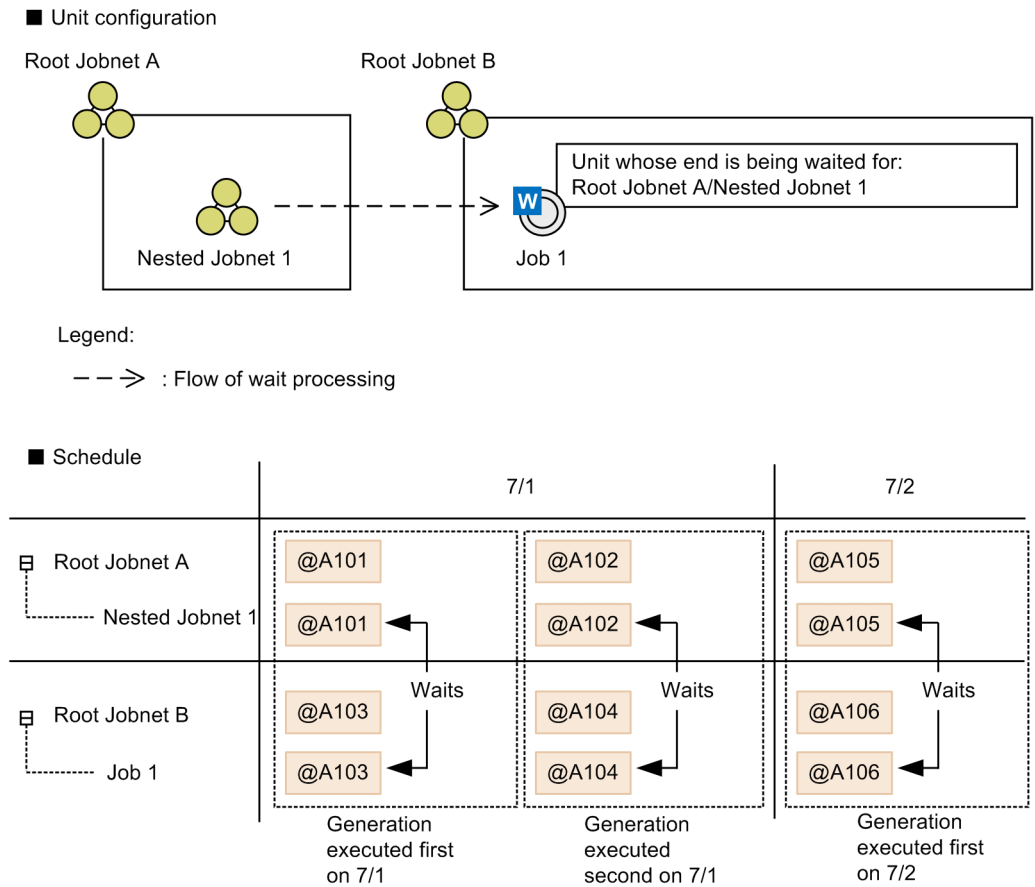 ■ Unit configuration
Root Jobnet A
Root Jobnet B
Unit whose end is being waited for:
Root Jobnet A/Nested Jobnet 1
W
Nested Jobnet 1
Job 1
Legend:
: Flow of wait processing
■ Schedule
7/1
7/2
Root Jobnet A
@A101
@A102
@A105
Nested Jobnet 1
@A101
@A102
@A105
Waits
Waits
Waits
Root Jobnet B
@A103
@A104
@A106
Job 1
@A103
@A104
@A106
Generation
executed first
on 7/1
Generation
executed
second on 7/1
Generation
executed first
on 7/2